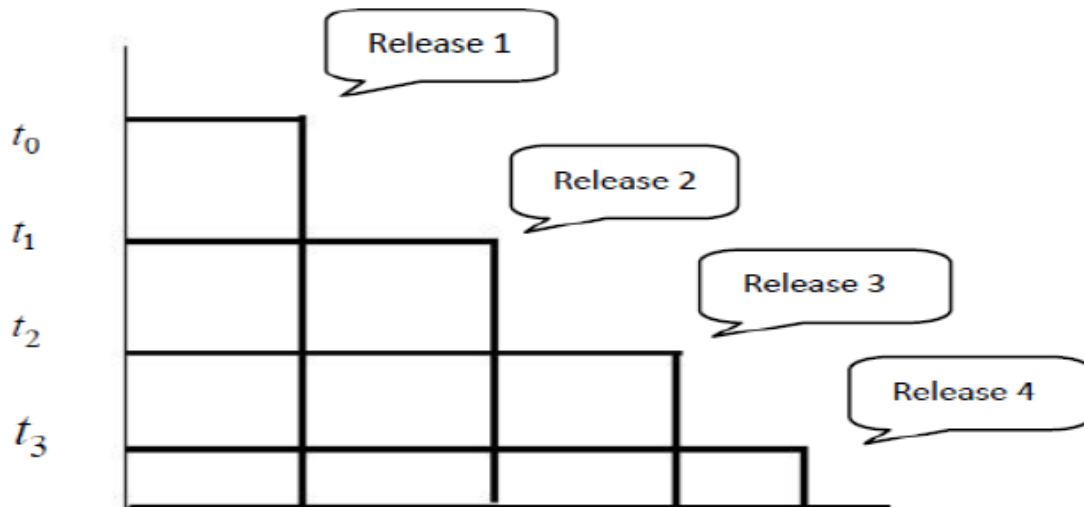 Release 1
t₀
Release 2
t₁
Release 3
t₂
Release 4
t₃